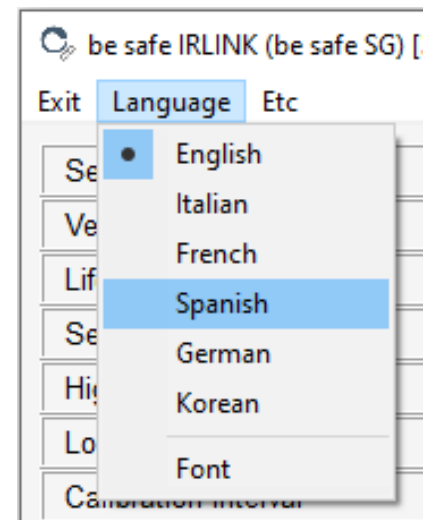 be safe IRLINK (be safe SG) [
Exit Language Etc
English
Italian
French
Spanish
German
Korean
Font